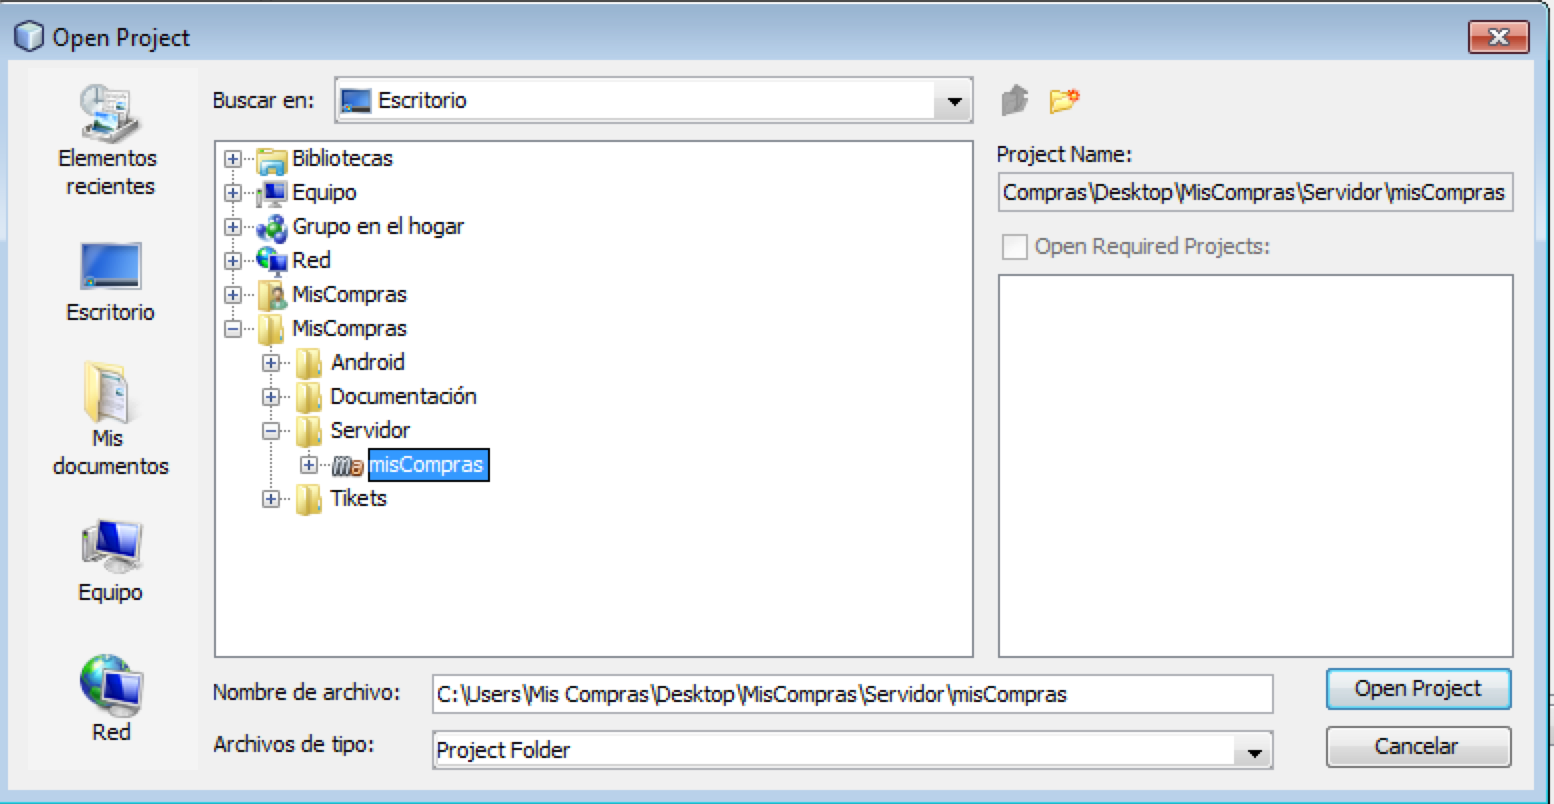 Open Project
Buscar en:
Escritorio
Elementos
recientes
Escritorio
Mis
documentos
Equipo
Red
Bibliotecas
Equipo
Grupo en el hogar
Red
MisCompras
MisCompras
Android
Documentación
Servidor
misCompras
Tikets
Project Name:
Compras\Desktop\MisCompras\Servidor\misCompras
Open Required Projects:
Nombre de archivo:
C:\Users\Mis Compras\Desktop\MisCompras\Servidor\misCompras
Open Project
Archivos de tipo:
Project Folder
Cancelar